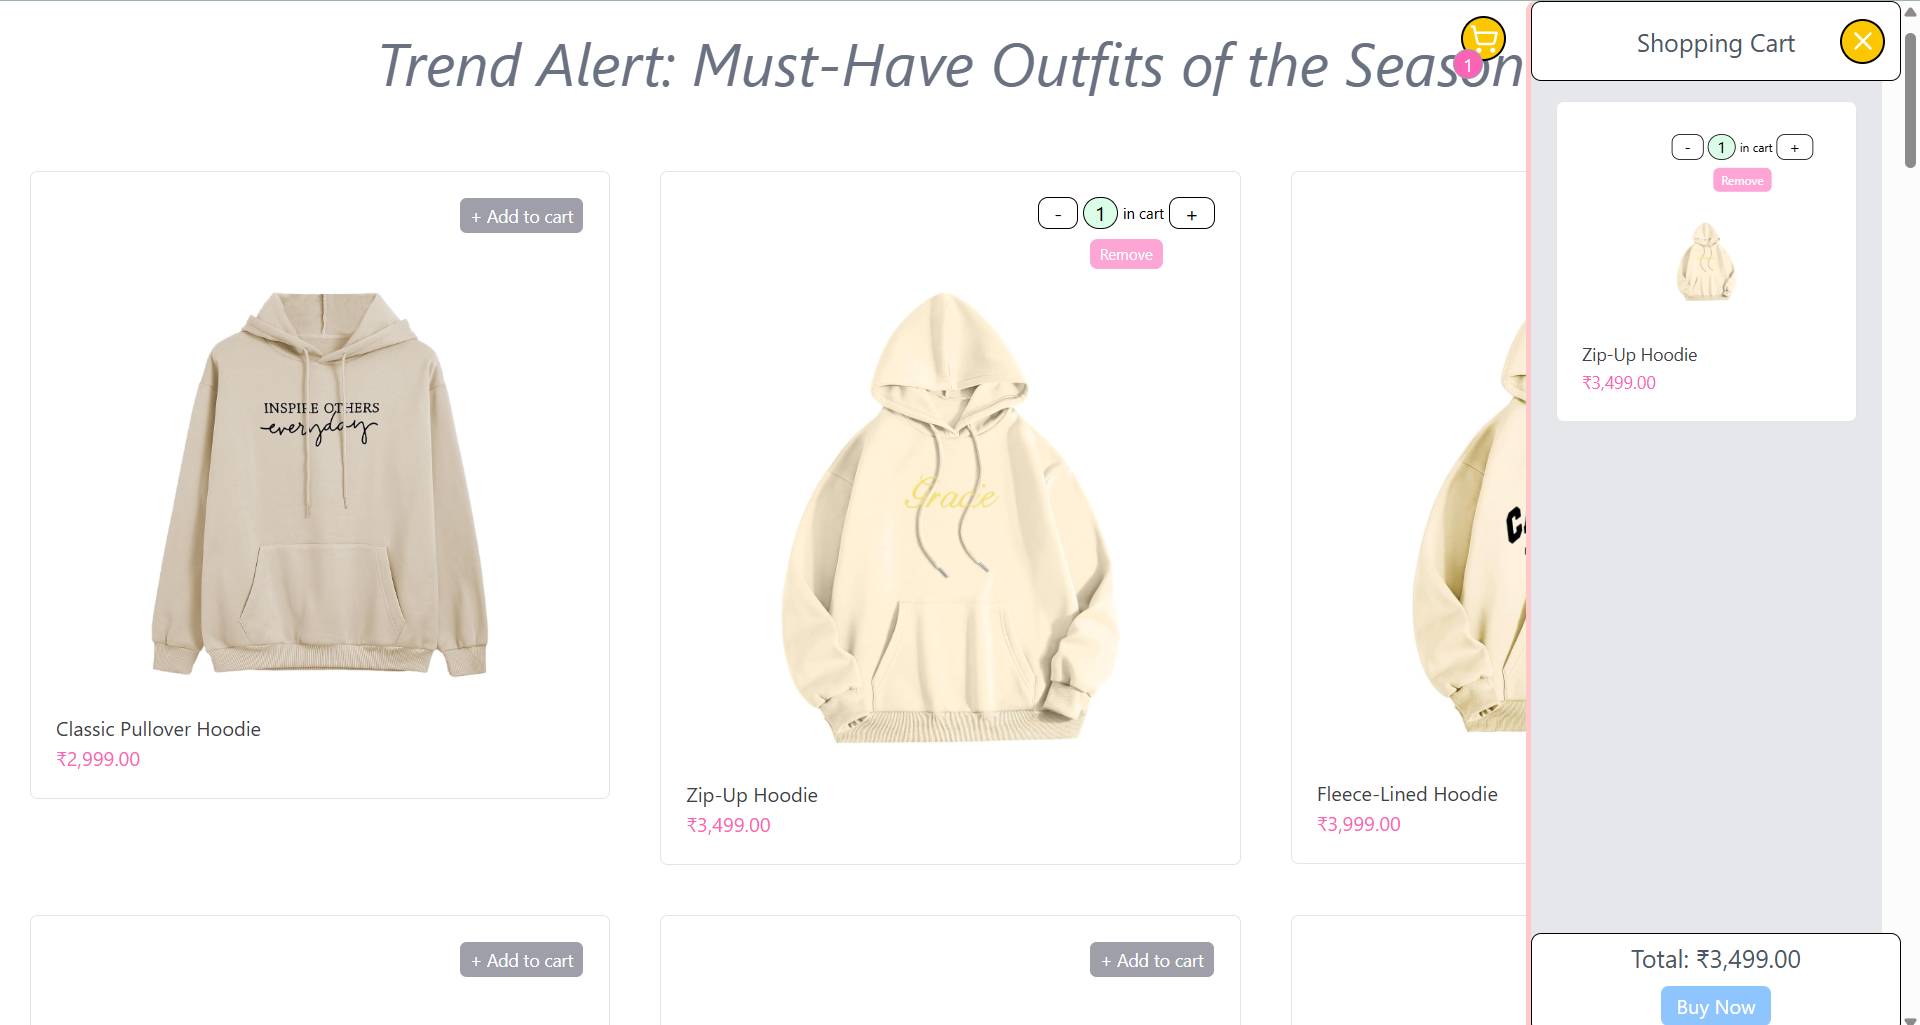 Trend Alert: Must-Have Outfits of the Season
1
Shopping Cart
+ Add to cart
INSPIRE OTHERS
everyday
Classic Pullover Hoodie
₹2,999.00
- 1 in cart +
Remove
Gracie
Zip-Up Hoodie
₹3,499.00
Fleece-Lined Hoodie
₹3,999.00
- 1 in cart +
Remove
Zip-Up Hoodie
₹3,499.00
+ Add to cart
+ Add to cart
Total: ₹3,499.00
Buy Now